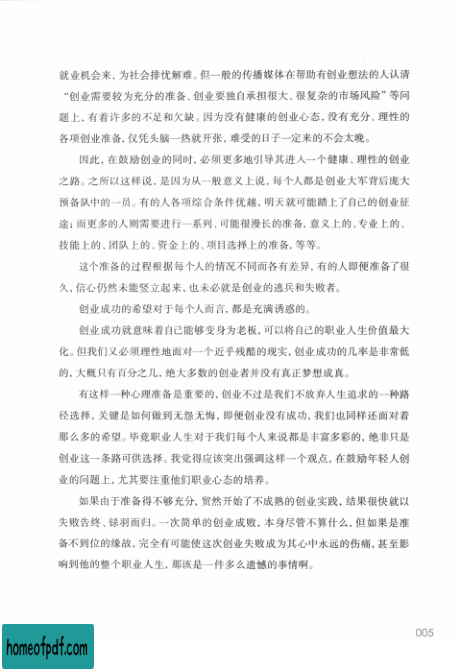 就业机会来，为社会排忧解难。但一般的传播媒体在帮助有创业想法的人认清
“创业需要较为充分的准备、创业要独自承担很大、很复杂的市场风险”等问
题上，有着许多的不足和欠缺。因为没有健康的创业心态，没有充分、理性的
各项创业准备，仅凭头脑一热就开张，难受的日子一定来的不会太晚。
因此，在鼓励创业的同时，必须更多地引导其进入一个健康、理性的创业
之路。之所以这样说，是因为从一般意义上说，每个人都是创业大军背后庞大
预备队中的一员。有的人各项综合条件优越，明天就可能踏上了自己的创业征
途；而更多的人则需要进行一系列、可能很漫长的准备，意义上的、专业上的、
技能上的、团队上的、资金上的、项目选择上的准备，等等。
这个准备的过程根据每个人的情况不同而各有差异，有的人即便准备了很
久，信心仍然未能竖立起来，也未必就是创业的逃兵和失败者。
创业成功的希望对于每个人而言，都是充满诱惑的。
创业成功就意味着自己能够变身为老板，可以将自己的职业人生价值最大
化。但我们又必须理性地面对一个近乎残酷的现实，创业成功的几率是非常低
的，大概只有百分之几，绝大多数的创业者并没有真正梦想成真。
有这样一种心理准备是重要的，创业不过是我们不放弃人生追求的一种路
径选择，关键是如何做到无怨无悔，即便创业没有成功，我们也同样还面对着
那么多的希望。毕竟职业人生对于我们每个人来说都是丰富多彩的，绝非只是
创业这一条路可供选择。我觉得应该突出强调这样一个观点，在鼓励年轻人创
业的问题上，尤其要注重他们职业心态的培养。
如果由于准备得不够充分，贸然开始了不成熟的创业实践，结果很快就以
失败告终、铩羽而归。一次简单的创业成败，本身尽管不算什么，但如果是准
备不到位的缘故，完全有可能使这次创业失败成为其心中永远的伤痛，甚至影
响到他的整个职业人生，那该是一件多么遗憾的事情啊。
005
homeofpdf.com